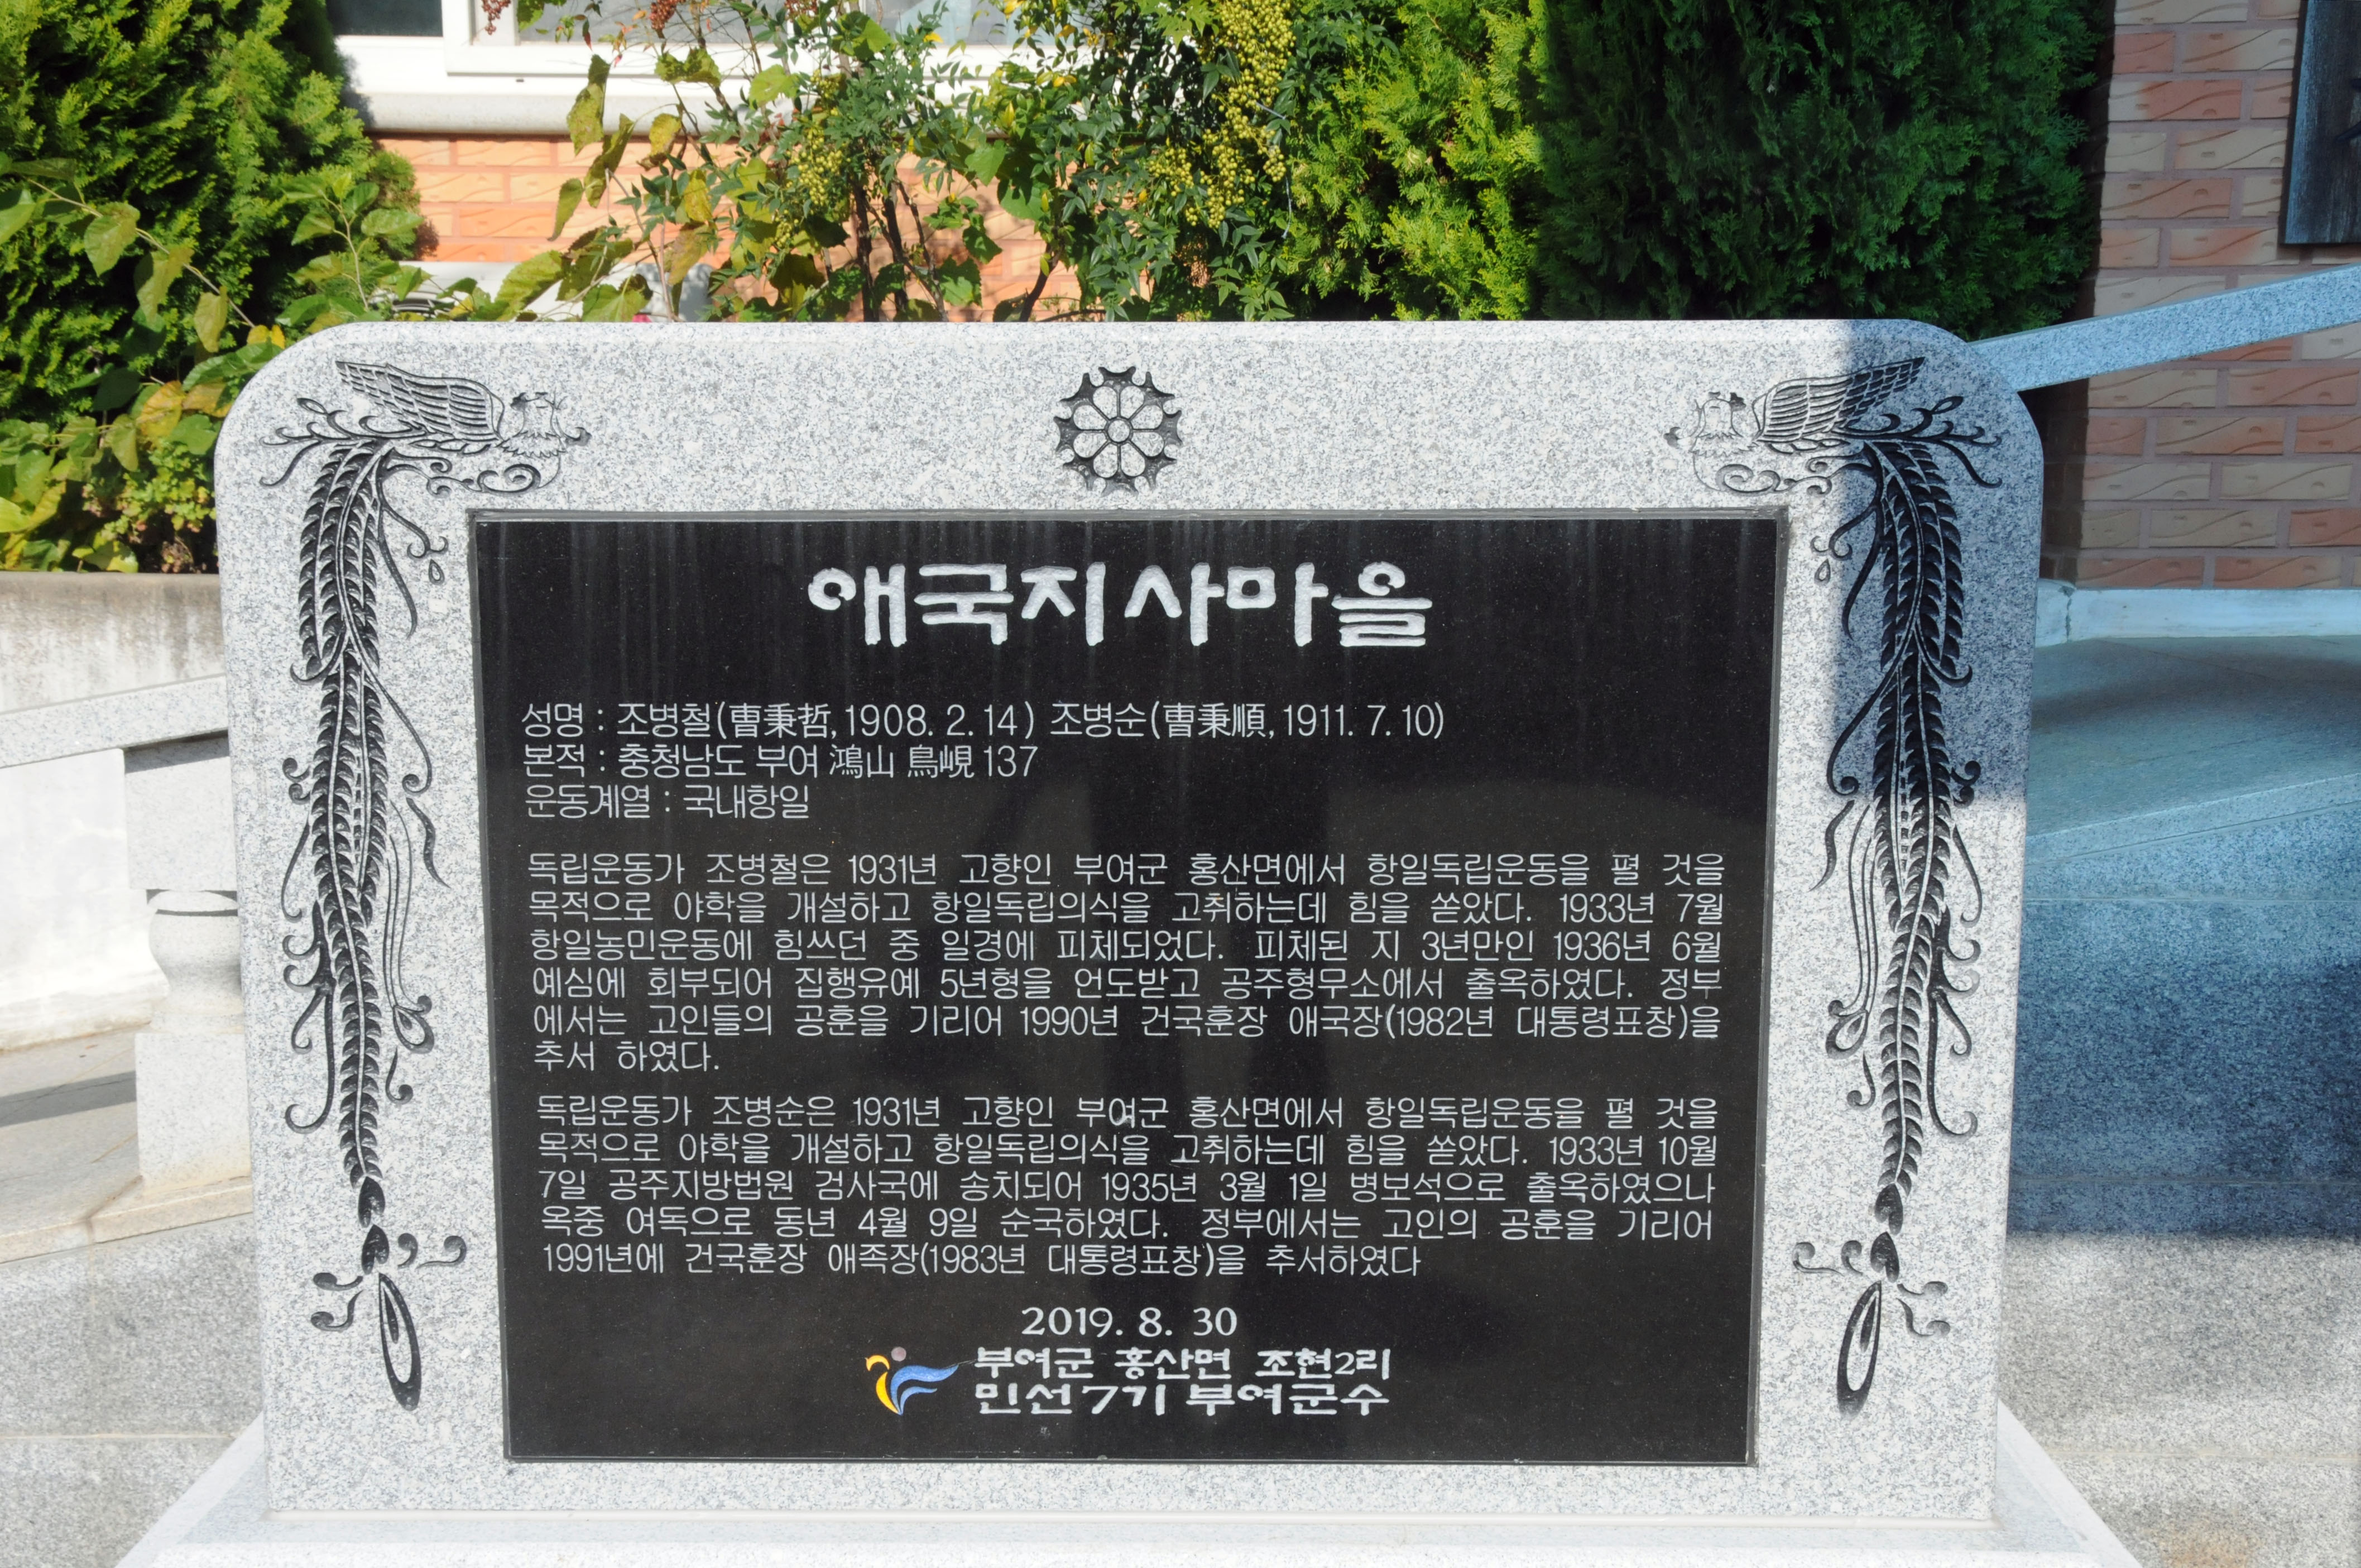 애국지사마을
성명 : 조병철(曺秉哲, 1908. 2. 14) 조병순(曺秉順, 1911. 7. 10)
본적 : 충청남도 부여 鴻山 鳥峴 137
운동계열 : 국내항일
독립운동가 조병철은 1931년 고향인 부여군 홍산면에서 항일독립운동을 펼 것을
목적으로 야학을 개설하고 항일독립의식을 고취하는데 힘을 쏟았다. 1933년 7월
항일농민운동에 힘쓰던 중 일경에 피체되었다. 피체된 지 3년만인 1936년 6월
예심에 회부되어 집행유예 5년형을 언도받고 공주형무소에서 출옥하였다. 정부
에서는 고인들의 공훈을 기리어 1990년 건국훈장 애국장(1982년 대통령표창)을
추서 하였다.
독립운동가 조병순은 1931년 고향인 부여군 홍산면에서 항일독립운동을 펼 것을
목적으로 야학을 개설하고 항일독립의식을 고취하는데 힘을 쏟았다. 1933년 10월
7일 공주지방법원 검사국에 송치되어 1935년 3월 1일 병보석으로 출옥하였으나
옥중 여독으로 동년 4월 9일 순국하였다. 정부에서는 고인의 공훈을 기리어
1991년에 건국훈장 애족장(1983년 대통령표창)을 추서하였다
2019. 8. 30
부여군 홍산면 조현2리
민선7기 부여군수